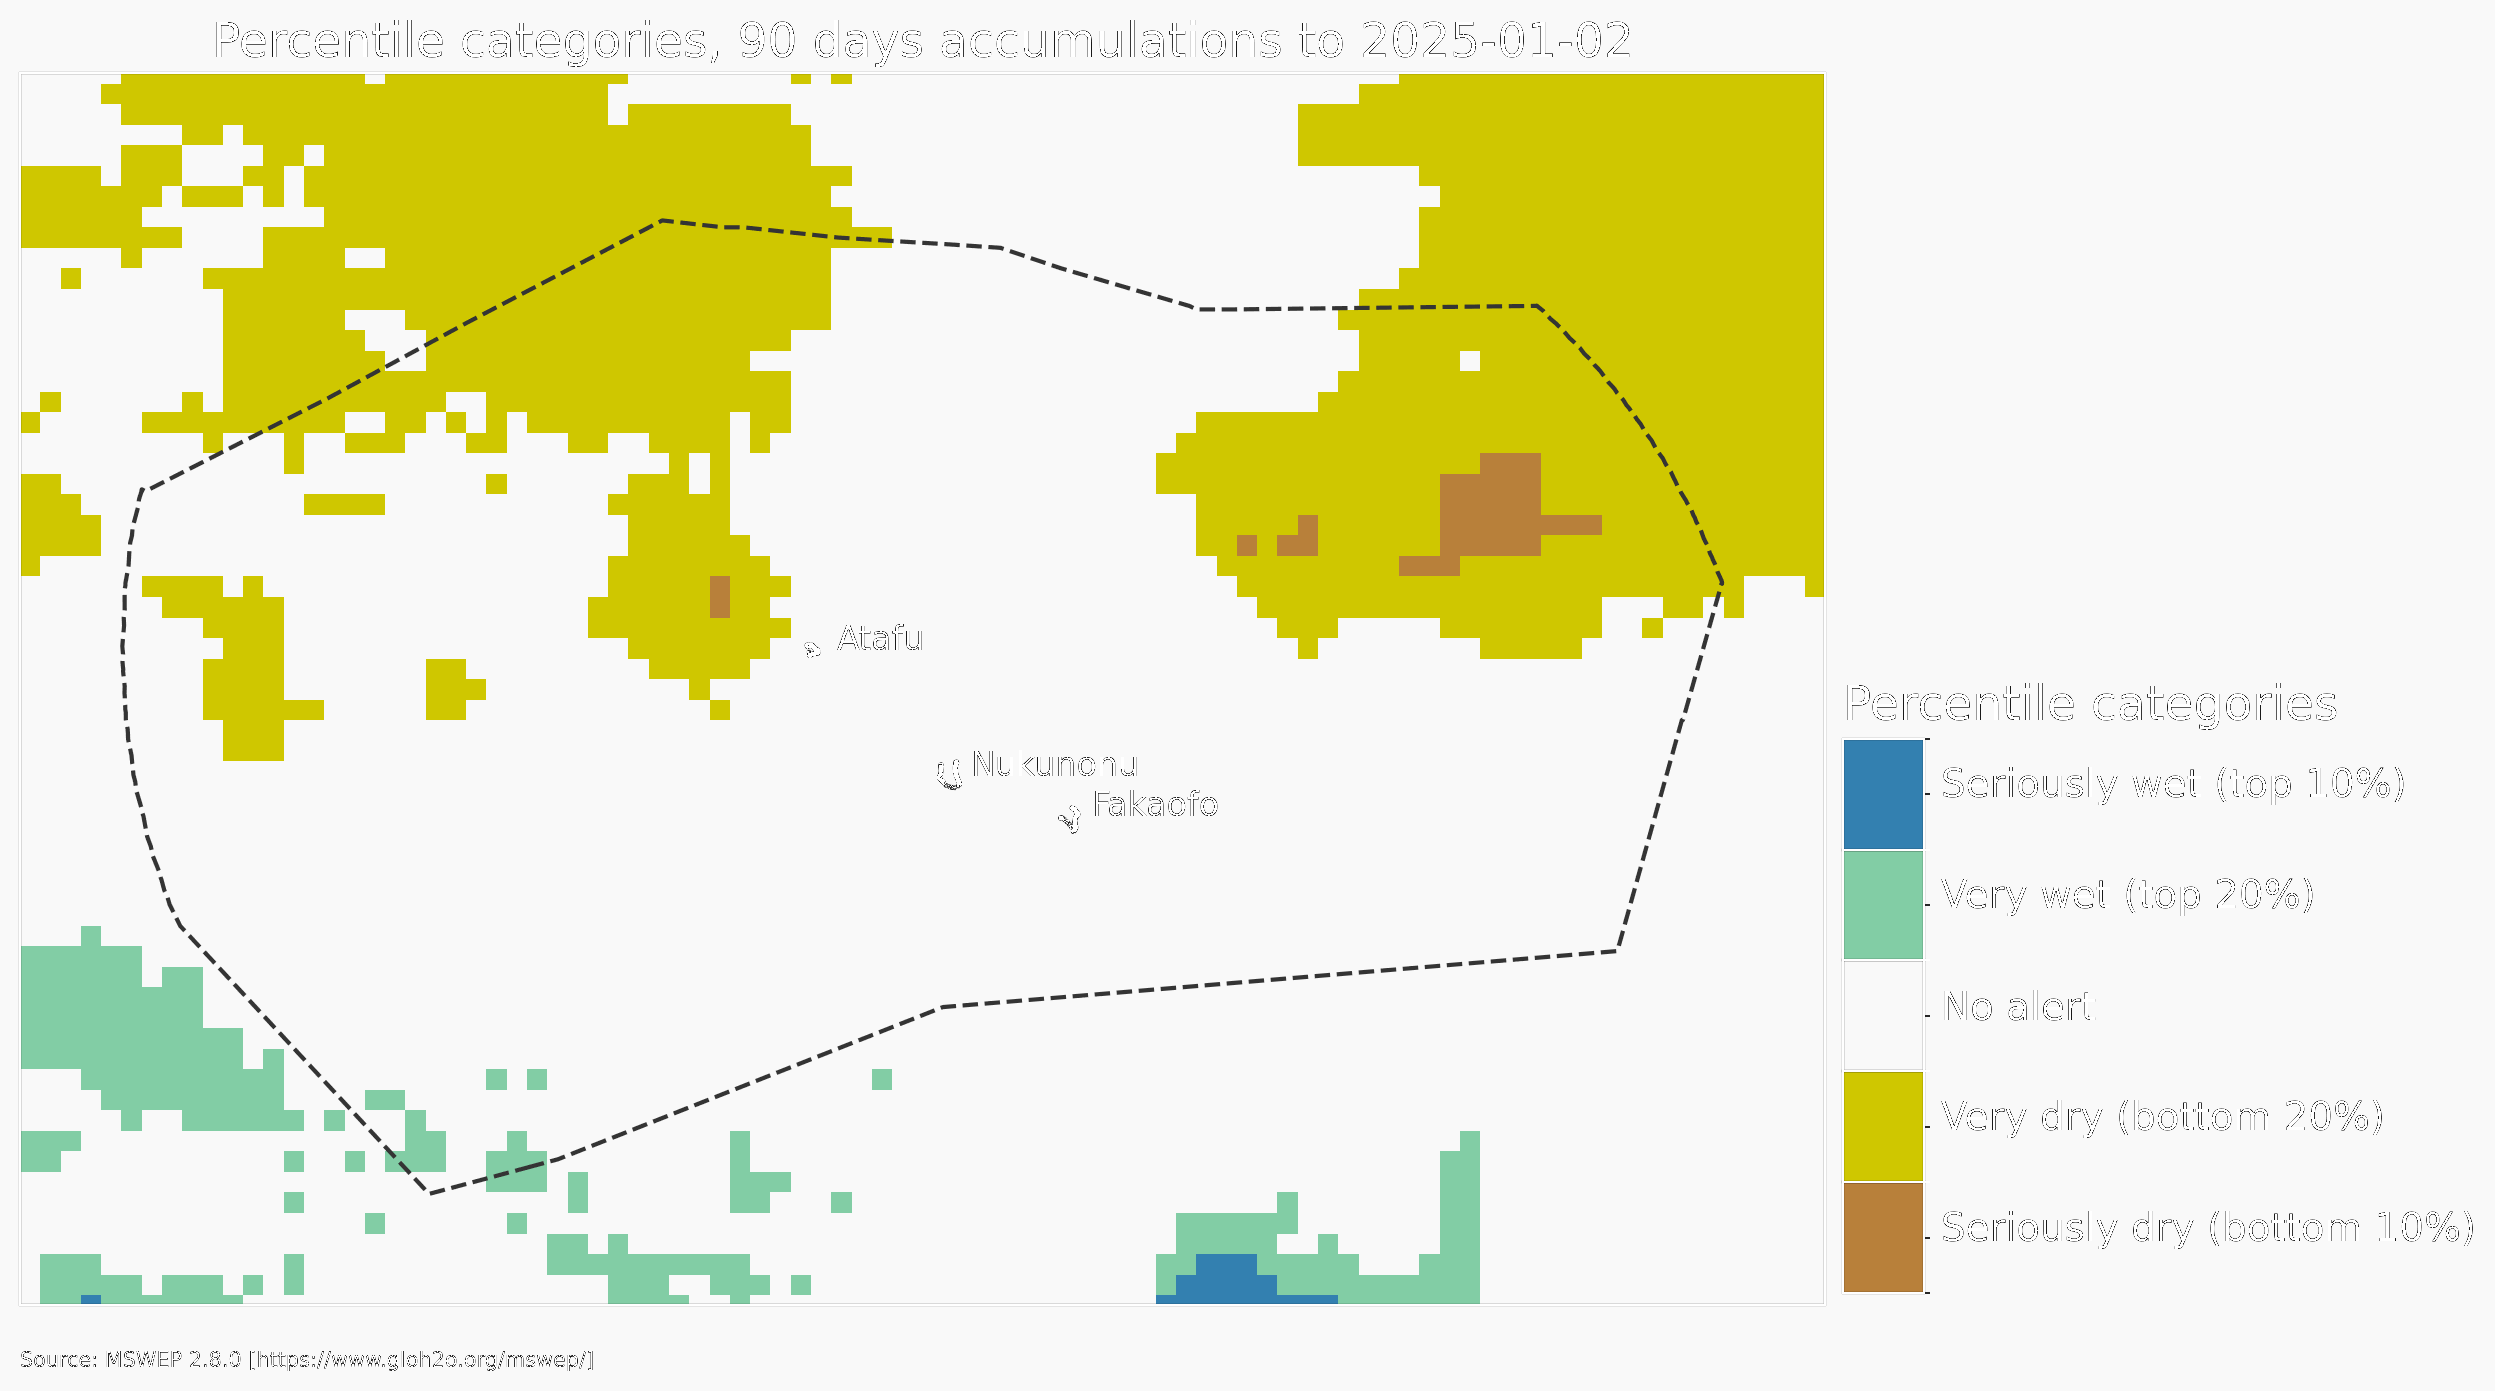 Percentile categories, 90 days accumulations to 2025-01-02
Atafu
Nukunonu
Fakaofo
Percentile categories
Seriously wet (top 10%)
Very wet (top 20%)
No alert
Very dry (bottom 20%)
Seriously dry (bottom 10%)
Source: MSWEP 2.8.0 [https://www.gloh2o.org/mswep/]